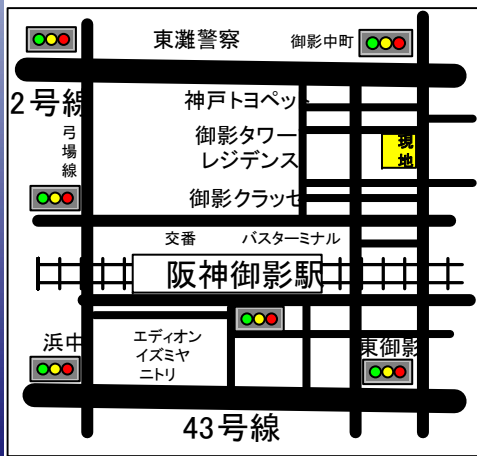 東灘警察
御影中町
2号線
神戸トヨペット
弓場線
御影タワー
レジデンス
現地
御影クラッセ
交番
バスターミナル
阪神御影駅
浜中
エディオン
イズミヤ
ニトリ
東御影
43号線